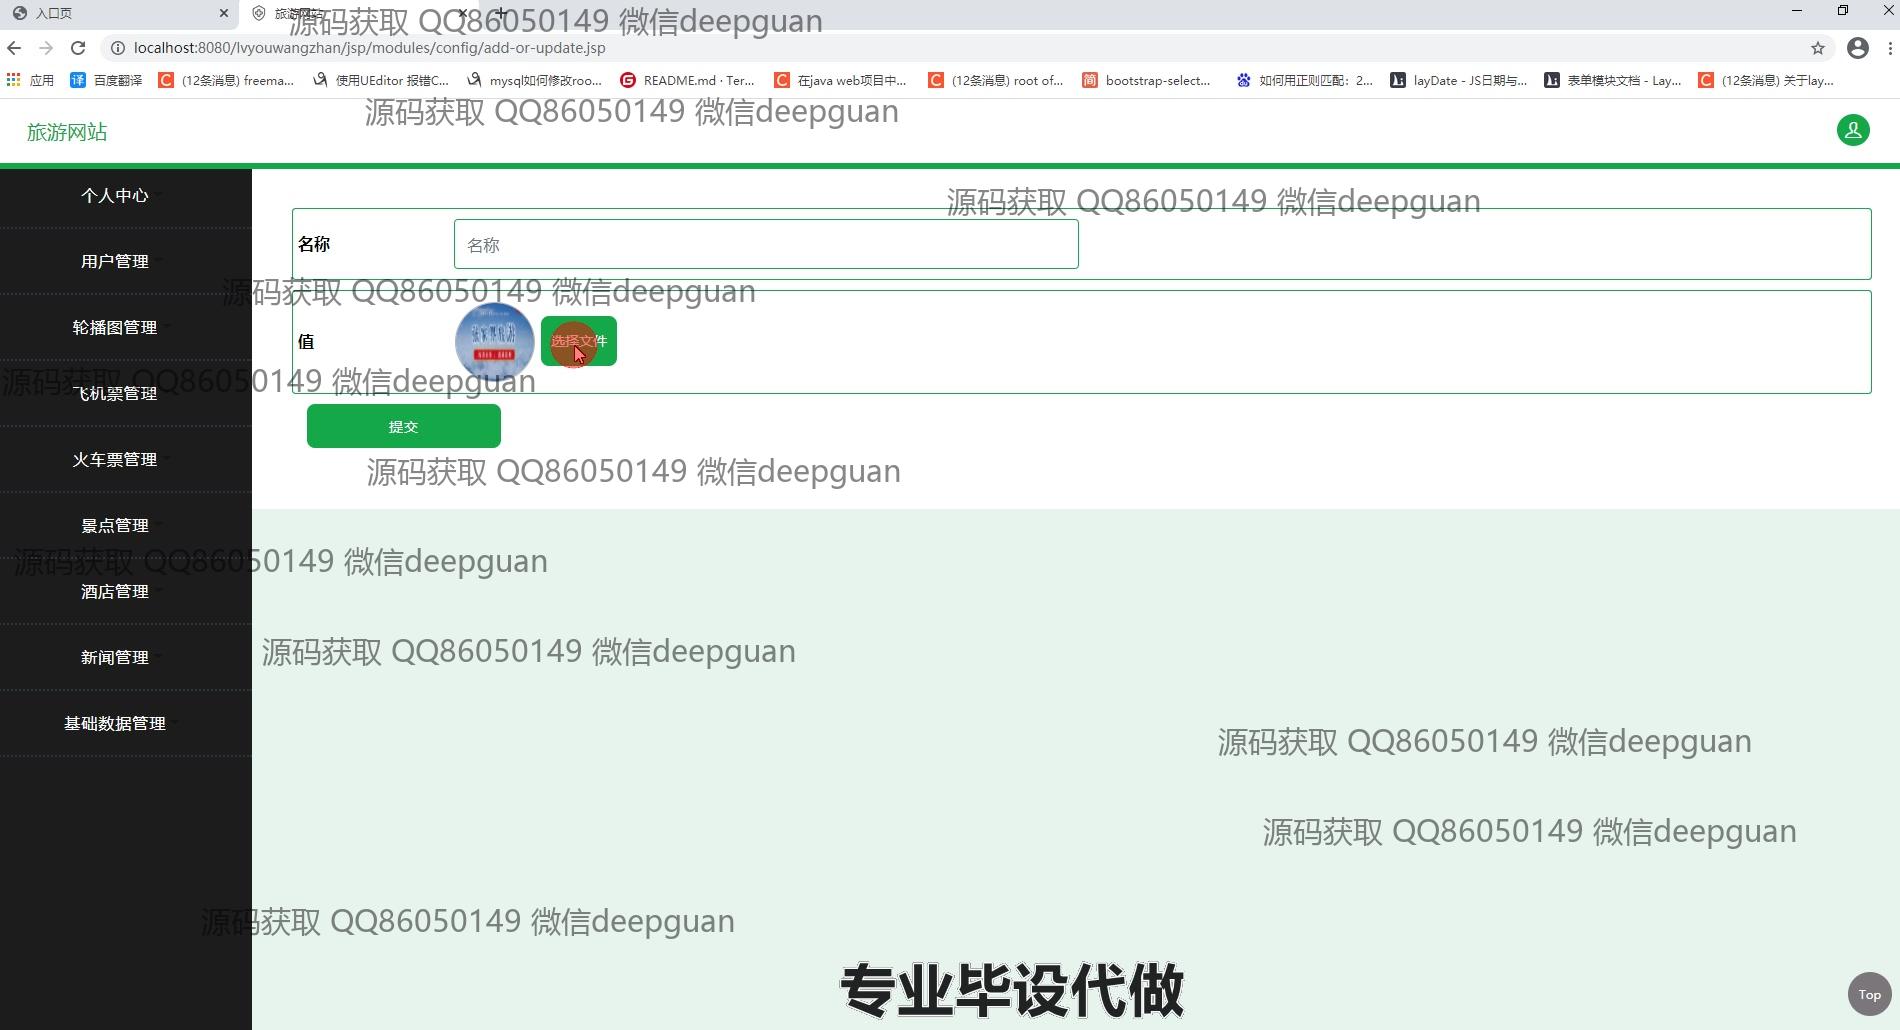 入口页
旅游网站
源码获取 QQ86050149 微信deepguan
localhost:8080/lvyouwangzhan/jsp/modules/config/add-or-update.jsp
应用
百度翻译
(12条消息) freema...
使用UEditor 报错C...
mysql如何修改roo...
README.md · Ter...
在java web项目中...
(12条消息) root of...
bootstrap-select...
如何用正则匹配：2...
layDate - JS日期与...
表单模块文档 - Lay...
(12条消息) 关于lay...
源码获取 QQ86050149 微信deepguan
旅游网站
个人中心
源码获取 QQ86050149 微信deepguan
名称
名称
用户管理
源码获取 QQ86050149 微信deepguan
轮播图管理
值
选择文件
源码获取 QQ86050149 微信deepguan
飞机票管理
提交
火车票管理
源码获取 QQ86050149 微信deepguan
景点管理
源码获取 QQ86050149 微信deepguan
酒店管理
源码获取 QQ86050149 微信deepguan
新闻管理
基础数据管理
源码获取 QQ86050149 微信deepguan
源码获取 QQ86050149 微信deepguan
源码获取 QQ86050149 微信deepguan
专业毕设代做
Top